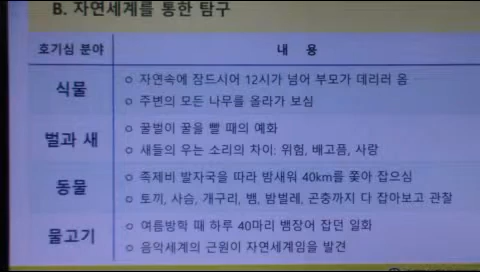 B. 자연세계를 통한 탐구
호기심 분야 내 용
식물
○ 자연속에 잠드시어 12시가 넘어 부모가 데리러 옴
○ 주변의 모든 나무를 올라가 보심
벌과 새
○ 꿀벌이 꿀을 빨 때의 예화
○ 새들의 우는 소리의 차이: 위험, 배고픔, 사랑
동물
○ 족제비 발자국을 따라 밤새워 40km를 쫓아 잡으심
○ 토끼, 사슴, 개구리, 뱀, 밤벌레, 곤충까지 다 잡아보고 관찰
물고기
○ 여름방학 때 하루 40마리 뱀장어 잡던 일화
○ 음악세계의 근원이 자연세계임을 발견